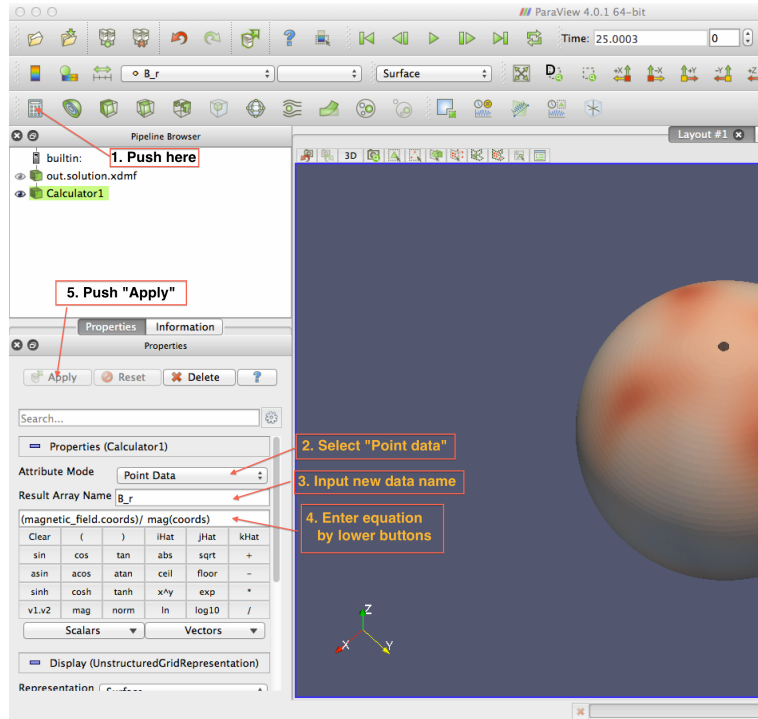 ParaView 4.0.1 64-bit
Time: 25.0003 0
B_r Surface +X -X +Y -Y +Z
Pipeline Browser Layout #1
3D
builtin: 1. Push here
out.solution.xdmf
Calculator1
5. Push "Apply"
Properties Information
Properties
Apply Reset Delete ?
Search...
Properties (Calculator1) 2. Select "Point data"
Attribute Mode Point Data
3. Input new data name
Result Array Name B_r
(magnetic_field.coords)/ mag(coords) 4. Enter equation
by lower buttons
Clear ( ) iHat jHat kHat
sin cos tan abs sqrt +
asin acos atan ceil floor -
sinh cosh tanh x^y exp *
v1.v2 mag norm ln log10 /
Scalars Vectors
Z
X Y
Display (UnstructuredGridRepresentation)
Representation Surface